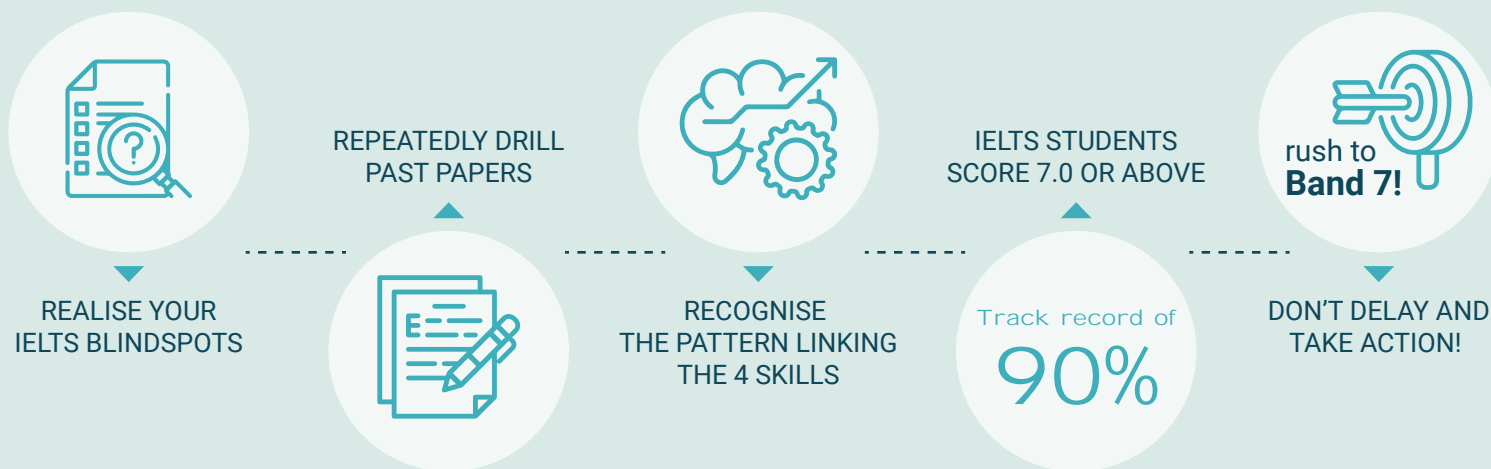 REALISE YOUR
IELTS BLINDSPOTS
REPEATEDLY DRILL
PAST PAPERS
E
RECOGNISE
THE PATTERN LINKING
THE 4 SKILLS
IELTS STUDENTS
SCORE 7.0 OR ABOVE
Track record of
90%
rush to
Band 7!
DON’T DELAY AND
TAKE ACTION!